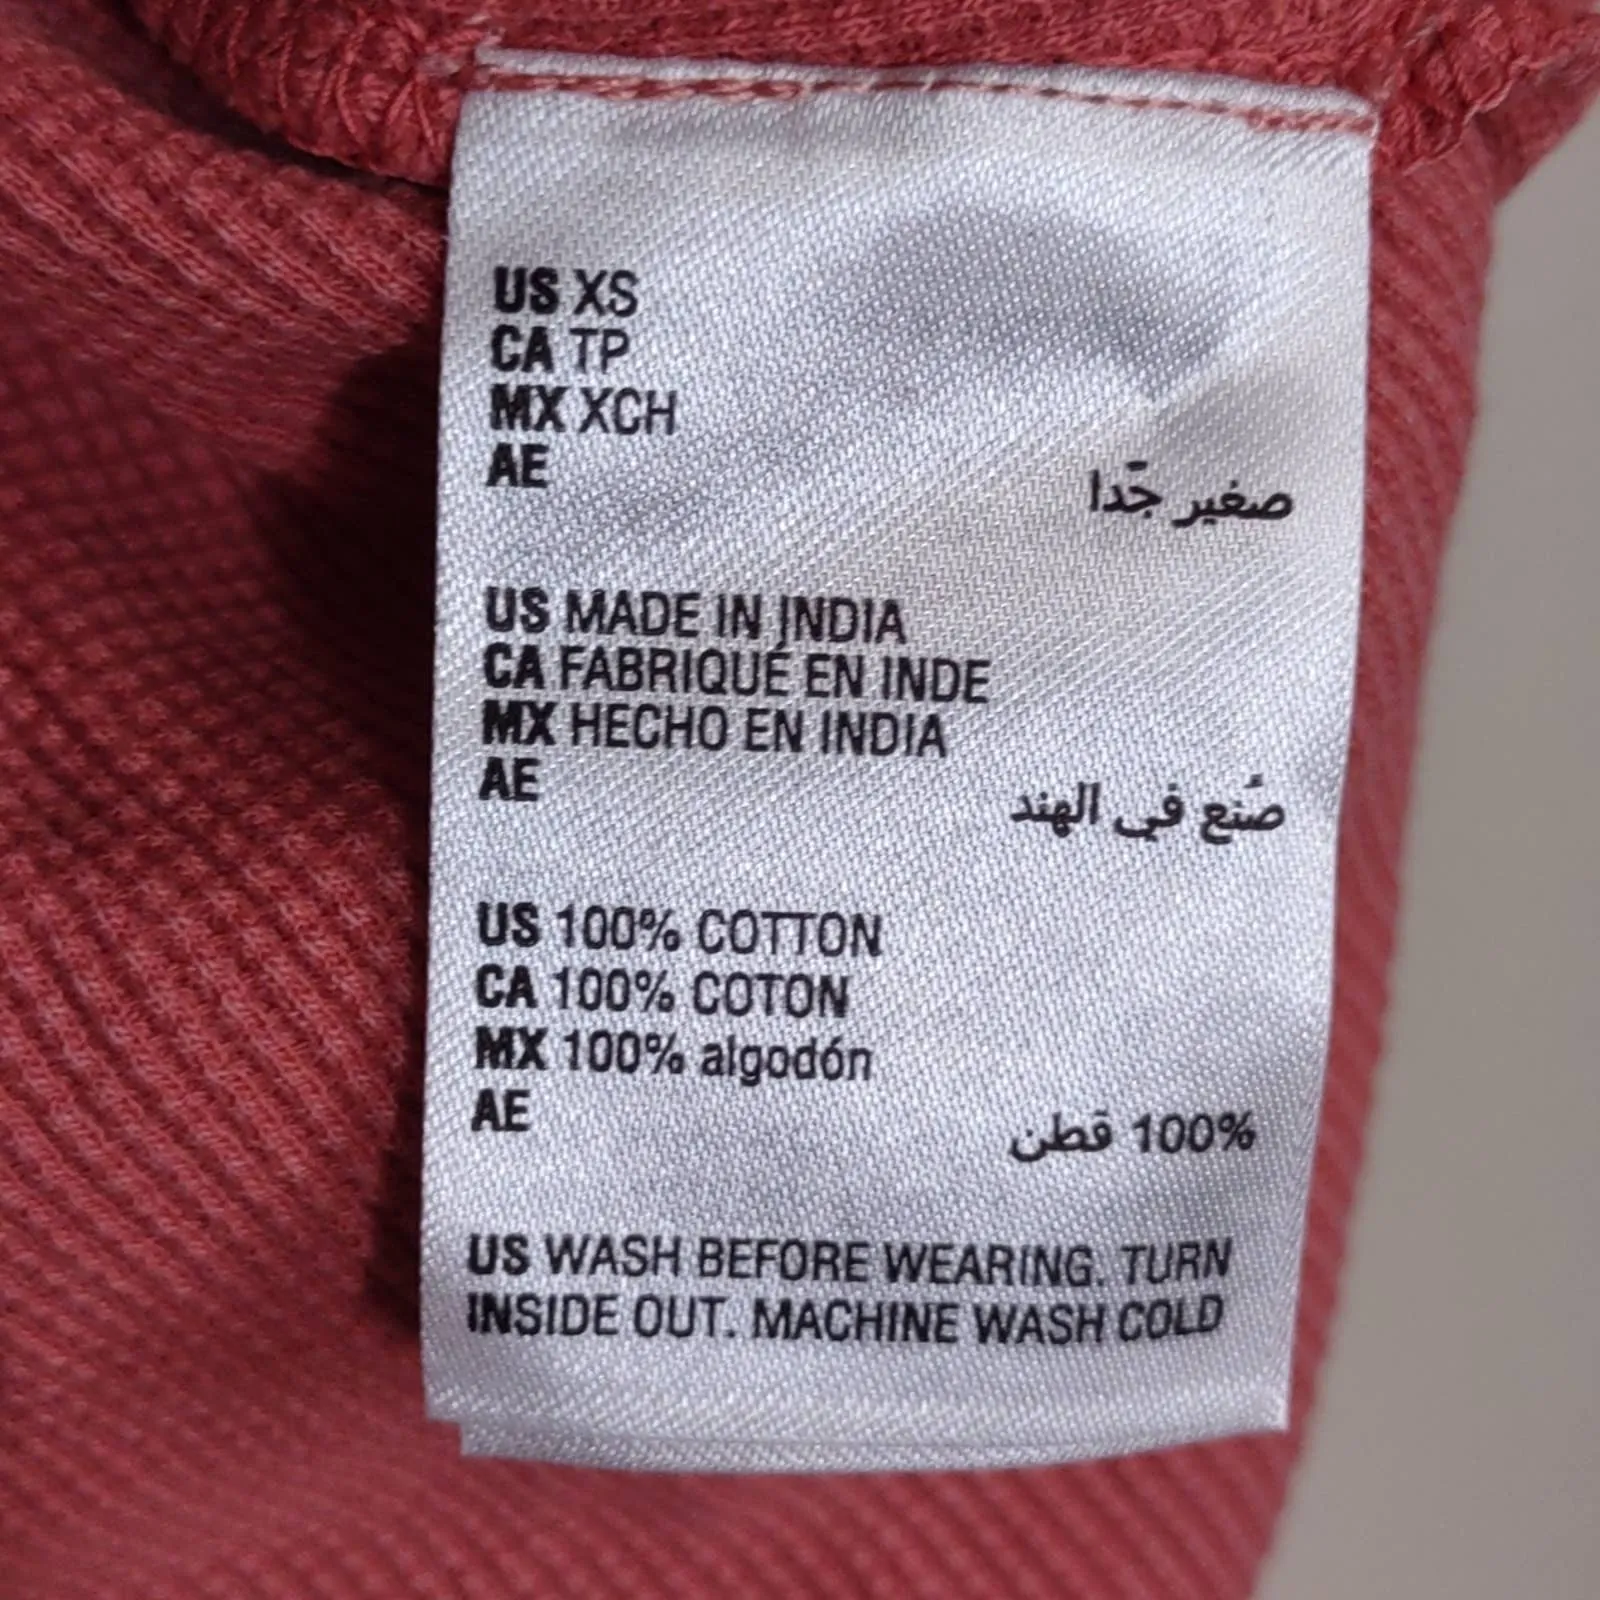 US XS
CA TP
MX XCH
AE
صغير جّدا
US MADE IN INDIA
CA FABRIQUÉ EN INDE
MX HECHO EN INDIA
AE
صُنع في الهند
US 100% COTTON
CA 100% COTON
MX 100% algodón
AE
100% قطن
US WASH BEFORE WEARING. TURN
INSIDE OUT. MACHINE WASH COLD